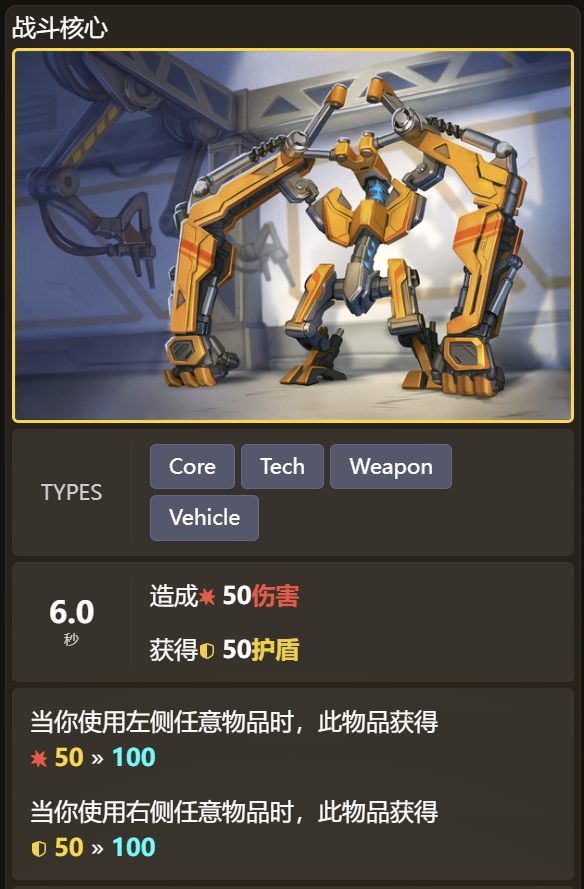 战斗核心
TYPES
Core Tech Weapon
Vehicle
6.0
秒
造成 50伤害
获得 50护盾
当你使用左侧任意物品时，此物品获得
50 » 100
当你使用右侧任意物品时，此物品获得
50 » 100